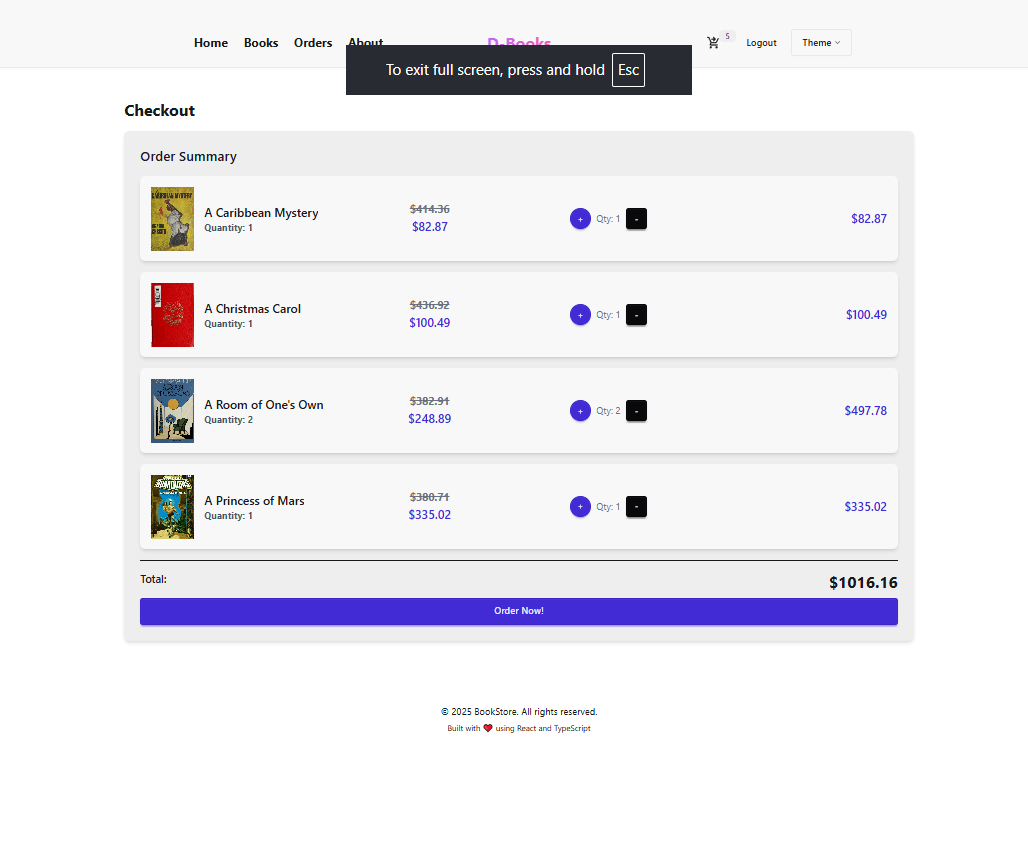 Home Books Orders About D-Books 5 Logout Theme
To exit full screen, press and hold Esc
Checkout
Order Summary
A Caribbean Mystery
Quantity: 1
$414.36
$82.87
+ Qty: 1 -
$82.87
A Christmas Carol
Quantity: 1
$436.92
$100.49
+ Qty: 1 -
$100.49
A Room of One's Own
Quantity: 2
$382.91
$248.89
+ Qty: 2 -
$497.78
A Princess of Mars
Quantity: 1
$380.71
$335.02
+ Qty: 1 -
$335.02
Total:
$1016.16
Order Now!
© 2025 BookStore. All rights reserved.
Built with ❤️ using React and TypeScript